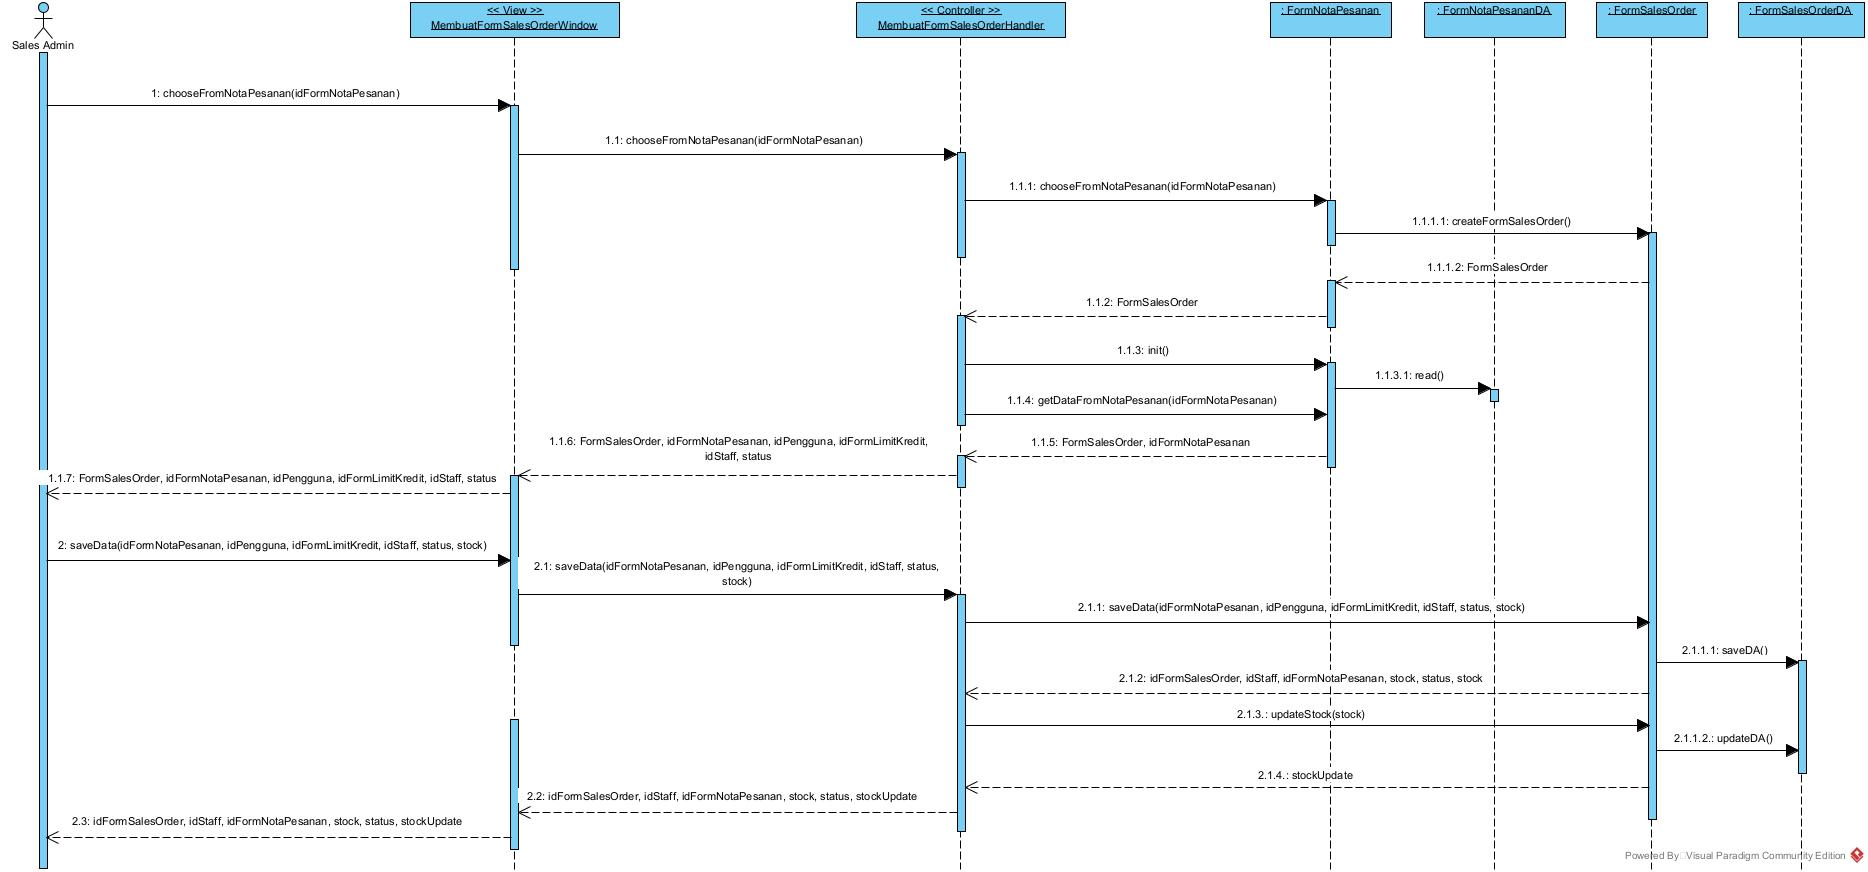 Sales Admin
<< View >>
MembuatFormSalesOrderWindow
<< Controller >>
MembuatFormSalesOrderHandler
: FormNotaPesanan
: FormNotaPesananDA
: FormSalesOrder
: FormSalesOrderDA
1: chooseFromNotaPesanan(idFormNotaPesanan)
1.1: chooseFromNotaPesanan(idFormNotaPesanan)
1.1.1: chooseFromNotaPesanan(idFormNotaPesanan)
1.1.1.1: createFormSalesOrder()
1.1.1.2: FormSalesOrder
1.1.2: FormSalesOrder
1.1.3: init()
1.1.3.1: read()
1.1.4: getDataFromNotaPesanan(idFormNotaPesanan)
1.1.5: FormSalesOrder, idFormNotaPesanan
1.1.6: FormSalesOrder, idFormNotaPesanan, idPengguna, idFormLimitKredit,
idStaff, status
1.1.7: FormSalesOrder, idFormNotaPesanan, idPengguna, idFormLimitKredit, idStaff, status
2: saveData(idFormNotaPesanan, idPengguna, idFormLimitKredit, idStaff, status, stock)
2.1: saveData(idFormNotaPesanan, idPengguna, idFormLimitKredit, idStaff, status,
stock)
2.1.1: saveData(idFormNotaPesanan, idPengguna, idFormLimitKredit, idStaff, status, stock)
2.1.1.1: saveDA()
2.1.2: idFormSalesOrder, idStaff, idFormNotaPesanan, stock, status, stock
2.1.3.: updateStock(stock)
2.1.1.2.: updateDA()
2.1.4.: stockUpdate
2.2: idFormSalesOrder, idStaff, idFormNotaPesanan, stock, status, stockUpdate
2.3: idFormSalesOrder, idStaff, idFormNotaPesanan, stock, status, stockUpdate
Powered By Visual Paradigm Community Edition